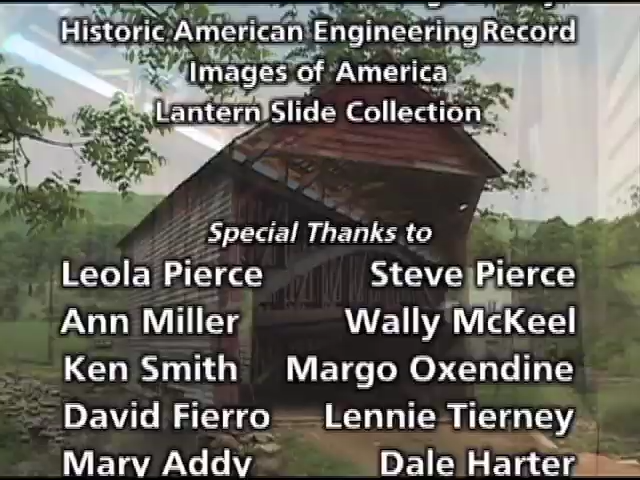 Historic American Engineering Record
Images of America
Lantern Slide Collection
Special Thanks to
Leola Pierce Steve Pierce
Ann Miller Wally McKeel
Ken Smith Margo Oxendine
David Fierro Lennie Tierney
Mary Addy Dale Harter